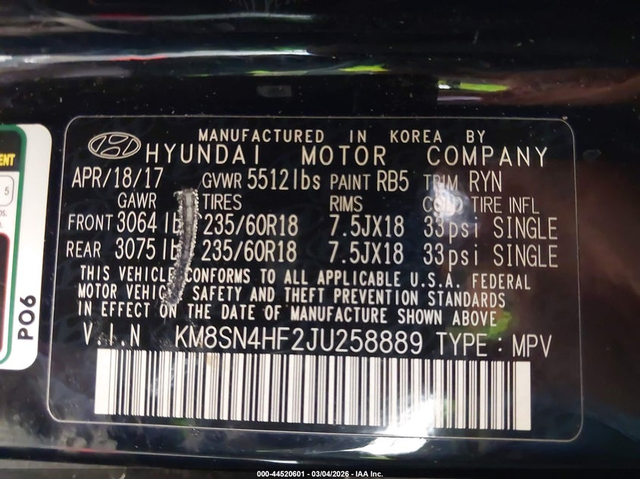 MANUFACTURED IN KOREA BY
HYUNDAI MOTOR COMPANY
APR/18/17 GVWR 5512lbs PAINT RB5 TRIM RYN
GAWR TIRES RIMS COLD TIRE INFL
FRONT 3064 235/60R18 7.5JX18 33psi SINGLE
REAR 3075 235/60R18 7.5JX18 33psi SINGLE
THIS VEHICLE CONFORMS TO ALL APPLICABLE U.S.A. FEDERAL
MOTOR VEHICLE SAFETY AND THEFT PREVENTION STANDARDS
IN EFFECT ON THE DATE OF MANUFACTURE SHOWN ABOVE
V.I.N KM8SN4HF2JU258889 TYPE : MPV
5
PO6
000-44520601 - 03/04/2026 - IAA Inc.